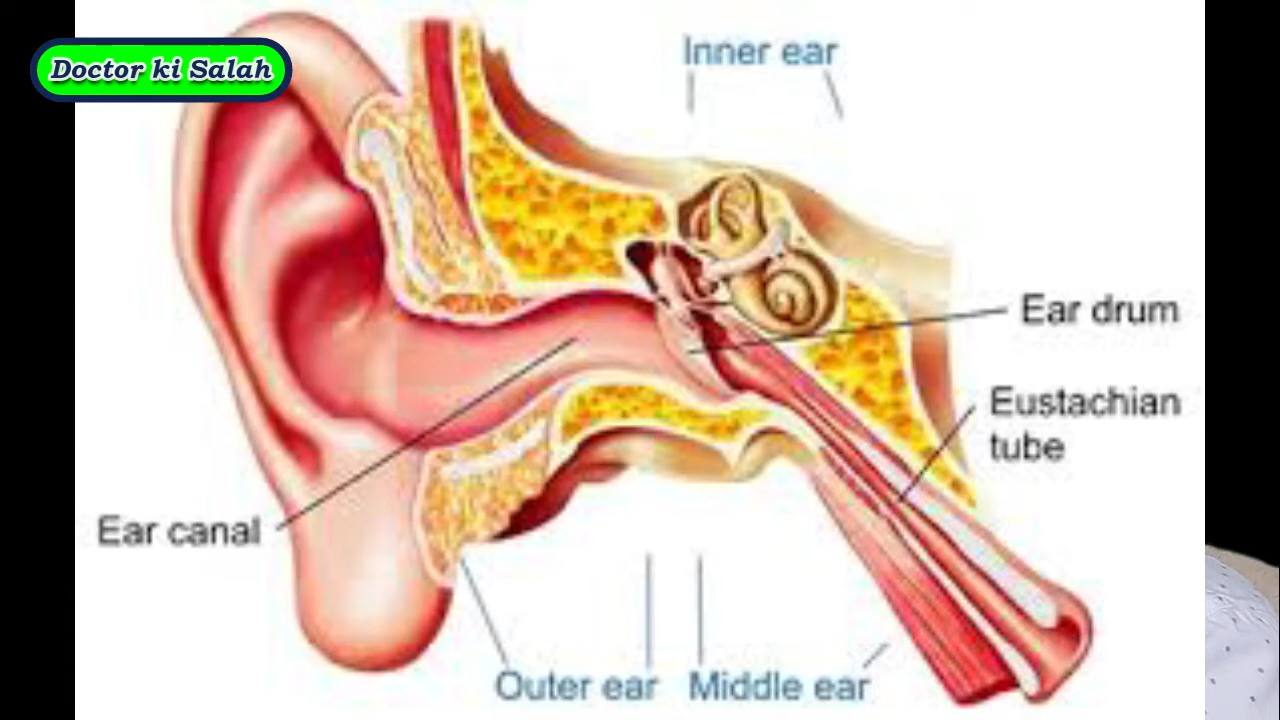 Doctor ki Salah
Inner ear
Ear drum
Eustachian
tube
Ear canal
Outer ear
Middle ear